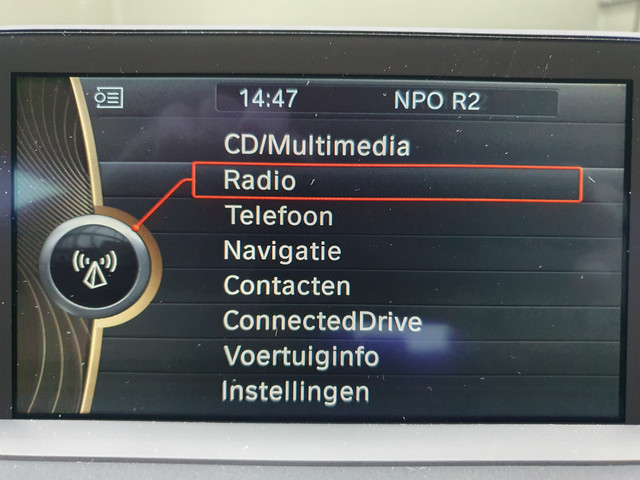 14:47 NPO R2
CD/Multimedia
Radio
Telefoon
Navigatie
Contacten
ConnectedDrive
Voertuiginfo
Instellingen